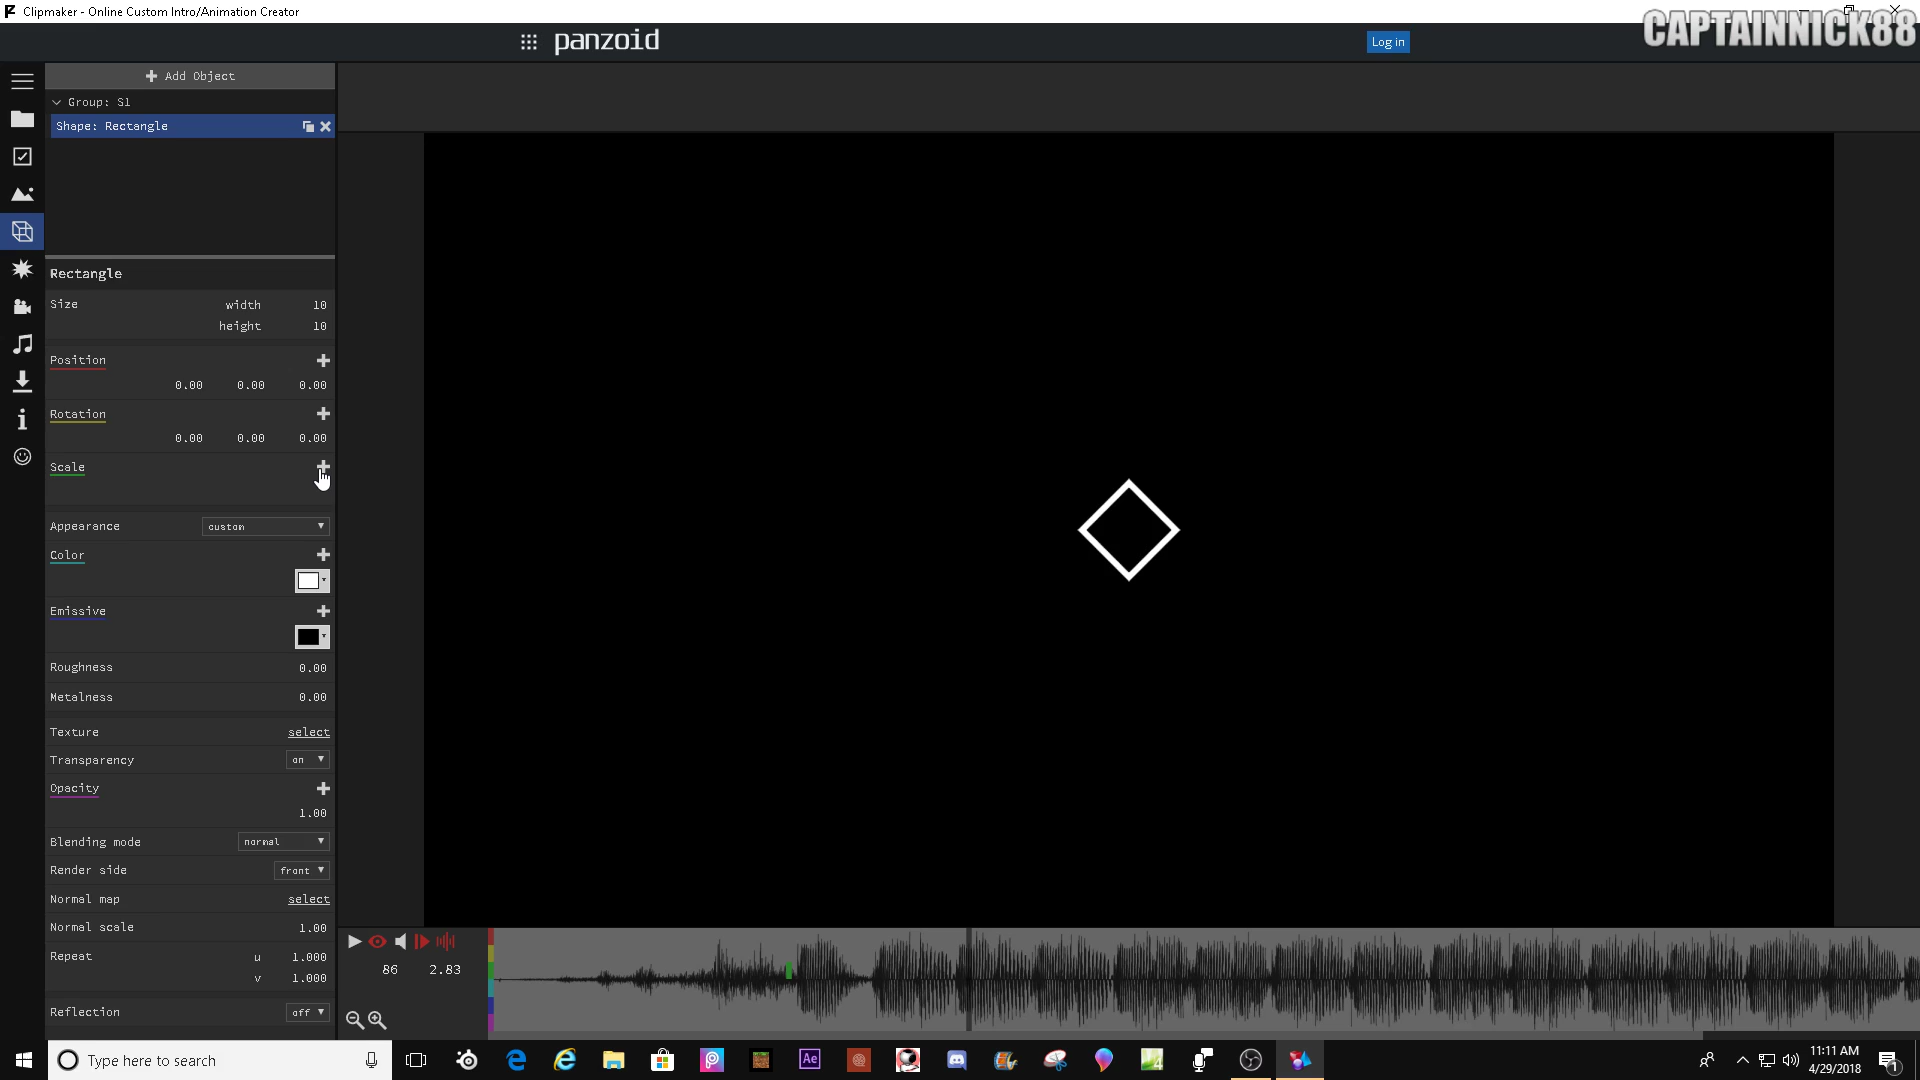 Clipmaker - Online Custom Intro/Animation Creator
CAPTAINNICK88
panzoid
Log in
Add Object
Group: S1
Shape: Rectangle
Rectangle
Size width 10
height 10
Position
0.00 0.00 0.00
Rotation
0.00 0.00 0.00
Scale
Appearance custom
Color
Emissive
Roughness 0.00
Metalness 0.00
Texture select
Transparency on
Opacity
1.00
Blending mode normal
Render side front
Normal map select
Normal scale 1.00
Repeat u 1.000
v 1.000
Reflection off
86 2.83
Type here to search
Ae
11:11 AM
4/29/2018